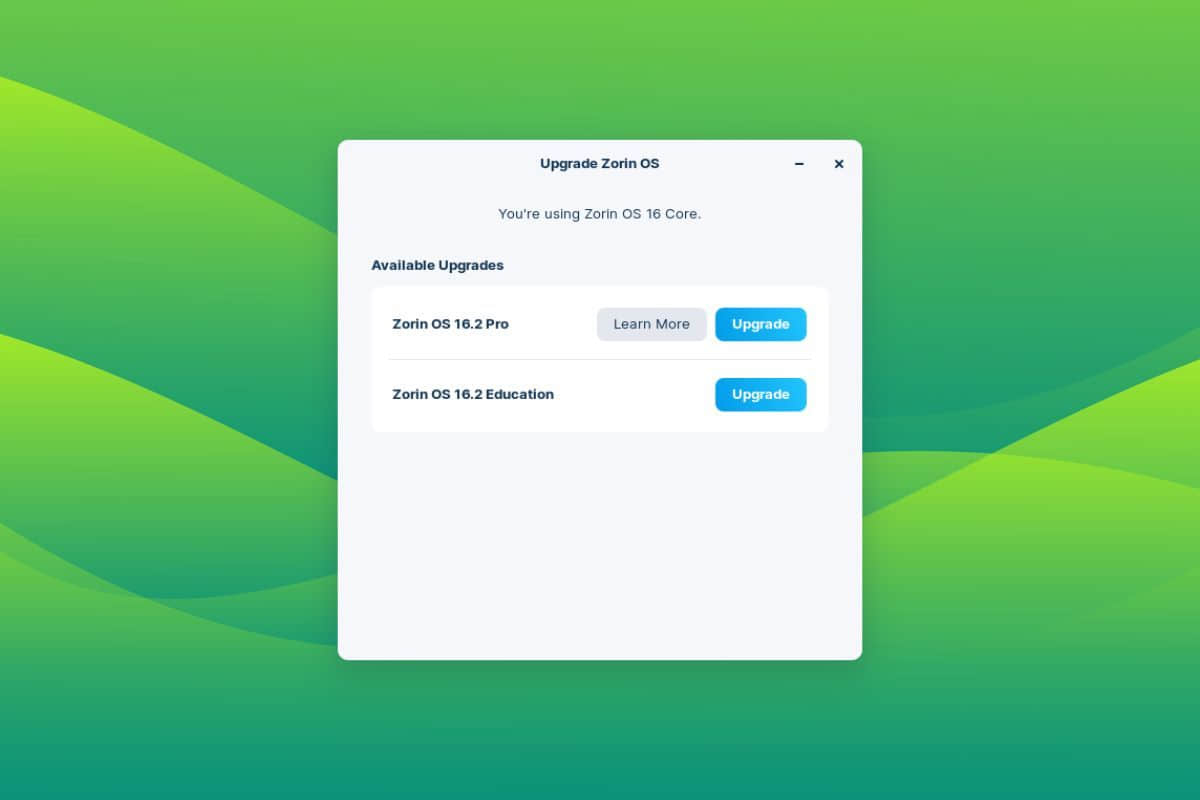 Upgrade Zorin OS
You're using Zorin OS 16 Core.
Available Upgrades
Zorin OS 16.2 Pro Learn More Upgrade
Zorin OS 16.2 Education Upgrade